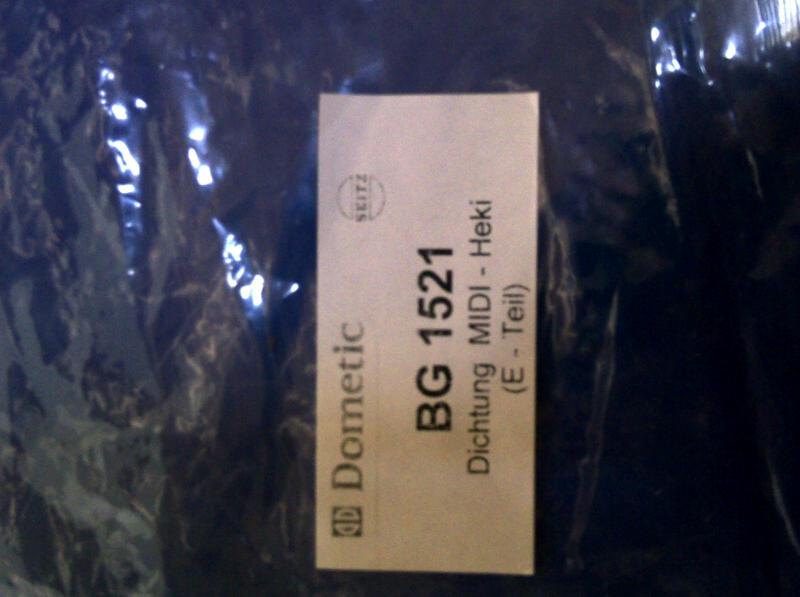 Dometic
SEITZ
BG 1521
Dichtung MIDI - Heki
(E - Teil)